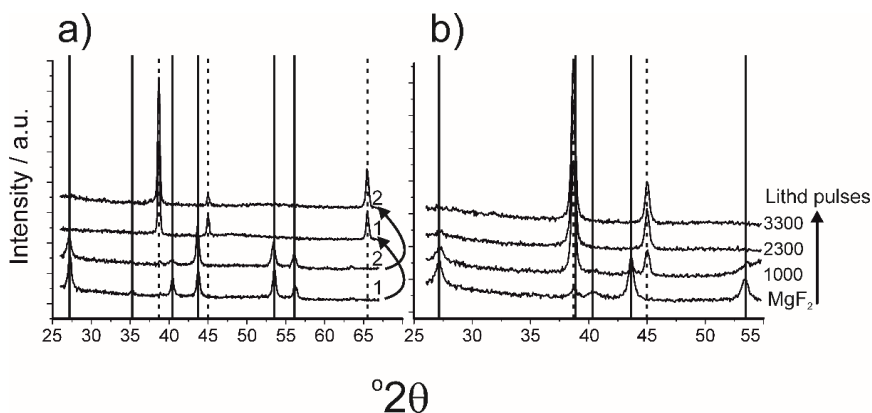 a)
b)
Intensity / a.u.
2
1
2
1
Lithd pulses
3300
2300
1000
MgF₂
25 30 35 40 45 50 55 60 65 70
25 30 35 40 45 50 55
°2θ